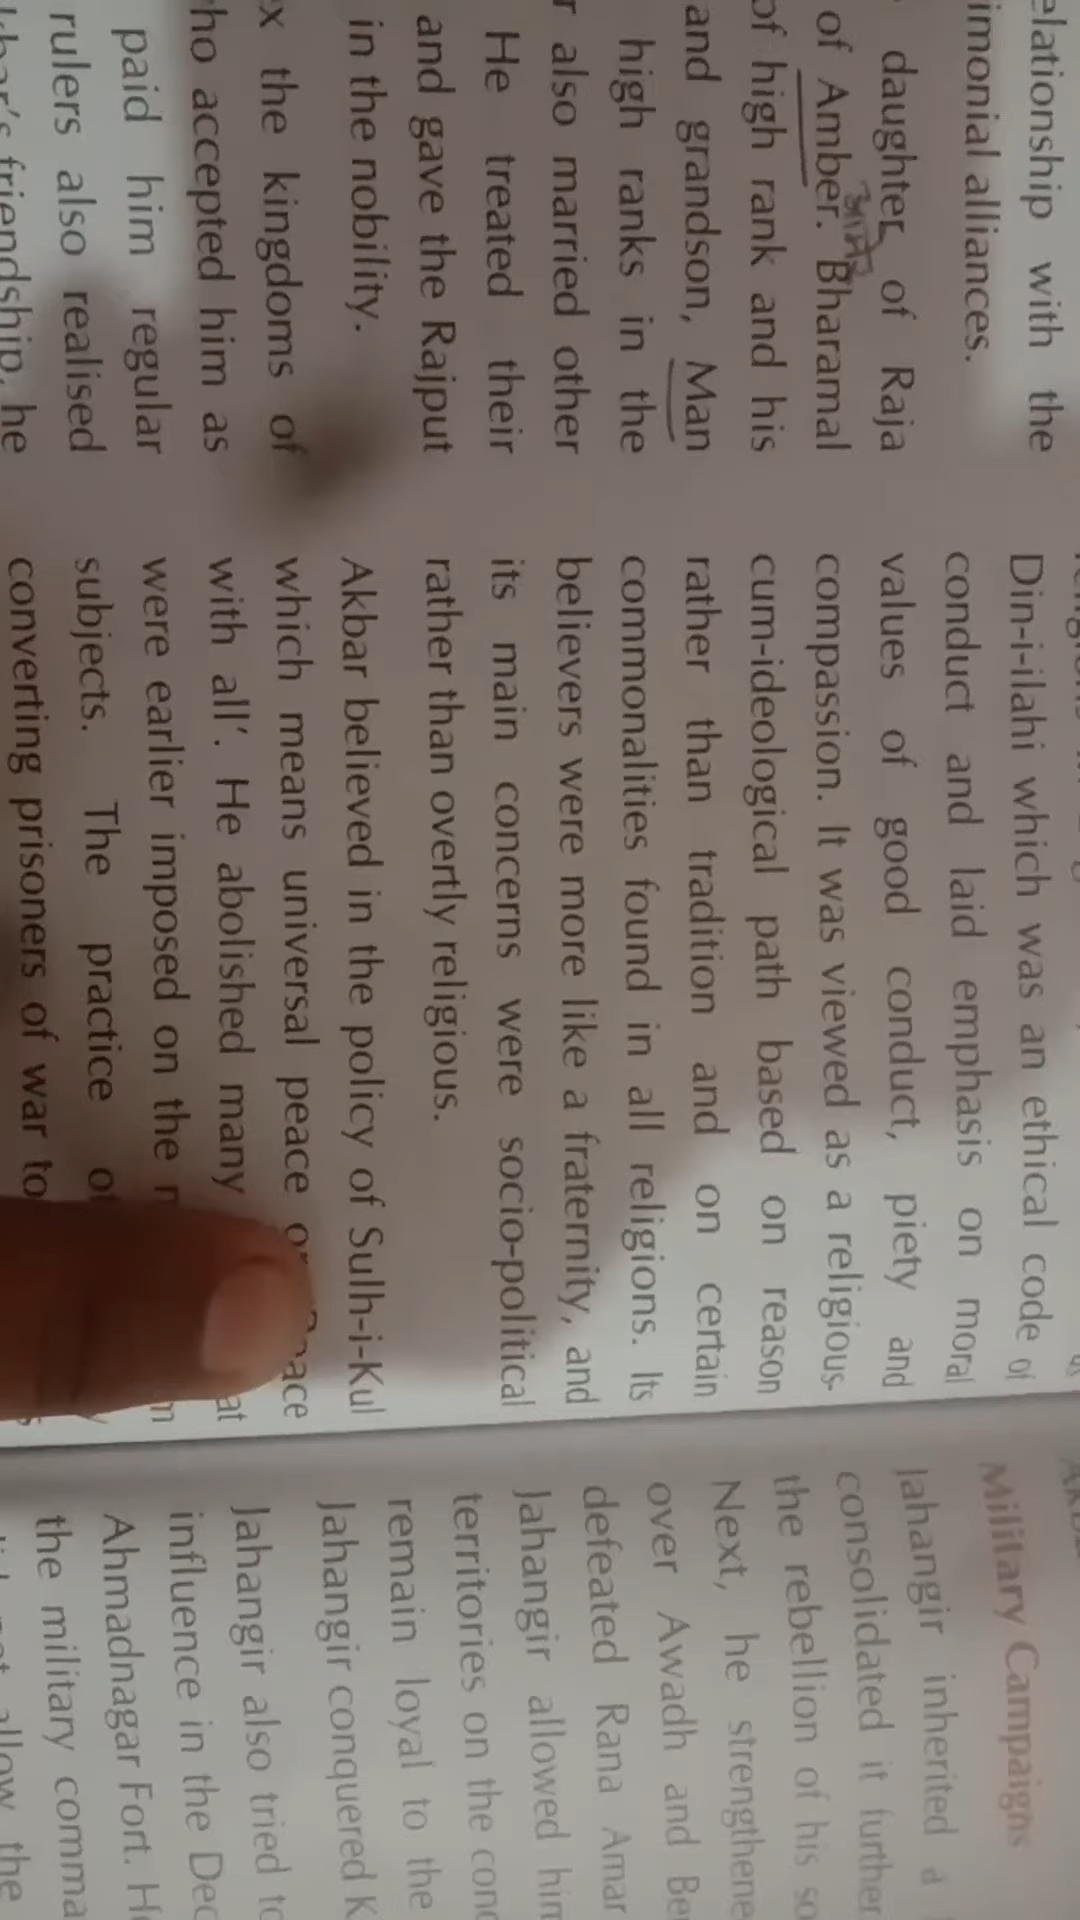 elationship with the
imonial alliances.
daughter of Raja
of Amber. Bharamal
of high rank and his
and grandson, Man
high ranks in the
r also married other
He treated their
and gave the Rajput
in the nobility.
x the kingdoms of
ho accepted him as
paid him regular
rulers also realised
friendship, he
Din-i-ilahi which was an ethical code of
conduct and laid emphasis on moral
values of good conduct, piety and
compassion. It was viewed as a religious-
cum-ideological path based on reason
rather than tradition and on certain
commonalities found in all religions. Its
believers were more like a fraternity, and
its main concerns were socio-political
rather than overtly religious.
Akbar believed in the policy of Sulh-i-Kul
which means universal peace or
with all'. He abolished many
were earlier imposed on the
subjects. The practice
converting prisoners of war to
Military Campaigns
Jahangir inherited a
consolidated it further
the rebellion of his so
Next, he strengthene
over Awadh and Be
defeated Rana Amar
Jahangir allowed him
territories on the con
remain loyal to the
Jahangir conquered K
Jahangir also tried to
influence in the Dec
Ahmadnagar Fort. H
the military comma
allow the